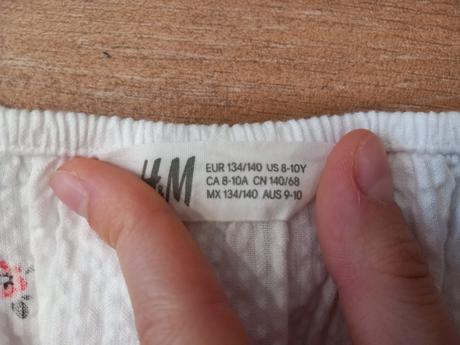 H&M
EUR 134/140 US 8-10Y
CA 8-10A CN 140/68
MX 134/140 AUS 9-10